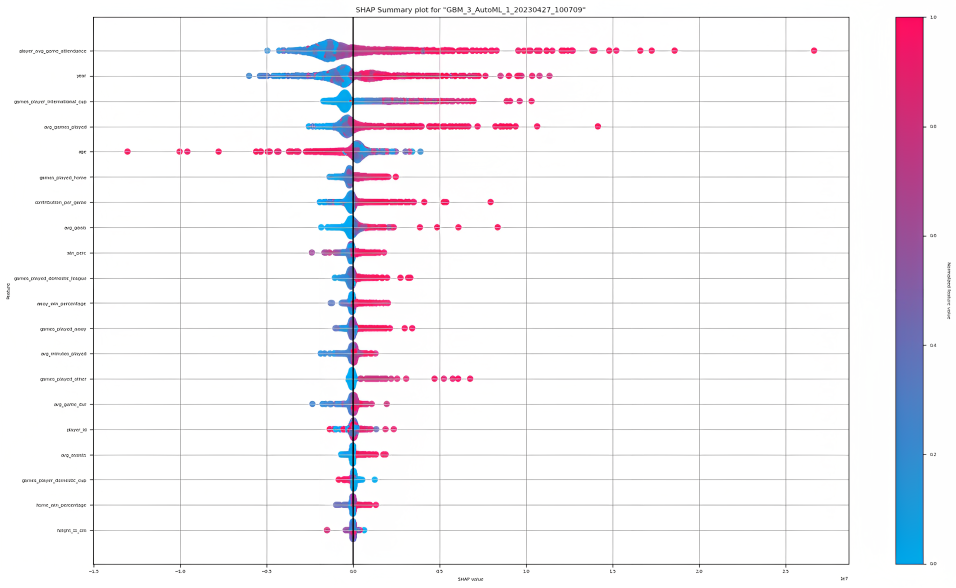 SHAP Summary plot for "GBM_3_AutoML_1_20230427_100709"
player_avg_game_attendance
year
games_player_international_cup
avg_games_played
age
games_played_home
contribution_per_game
avg_goals
win_perc
games_played_domestic_league
away_win_percentage
games_played_away
avg_minutes_played
games_played_other
avg_game_dur
player_id
avg_assists
games_player_domestic_cup
home_win_percentage
height_in_cm
Feature
−1.5 −1.0 −0.5 0.0 0.5 1.0 1.5 2.0 2.5
1e7
SHAP value
1.0
0.8
0.6
0.4
0.2
0.0
Normalized feature value